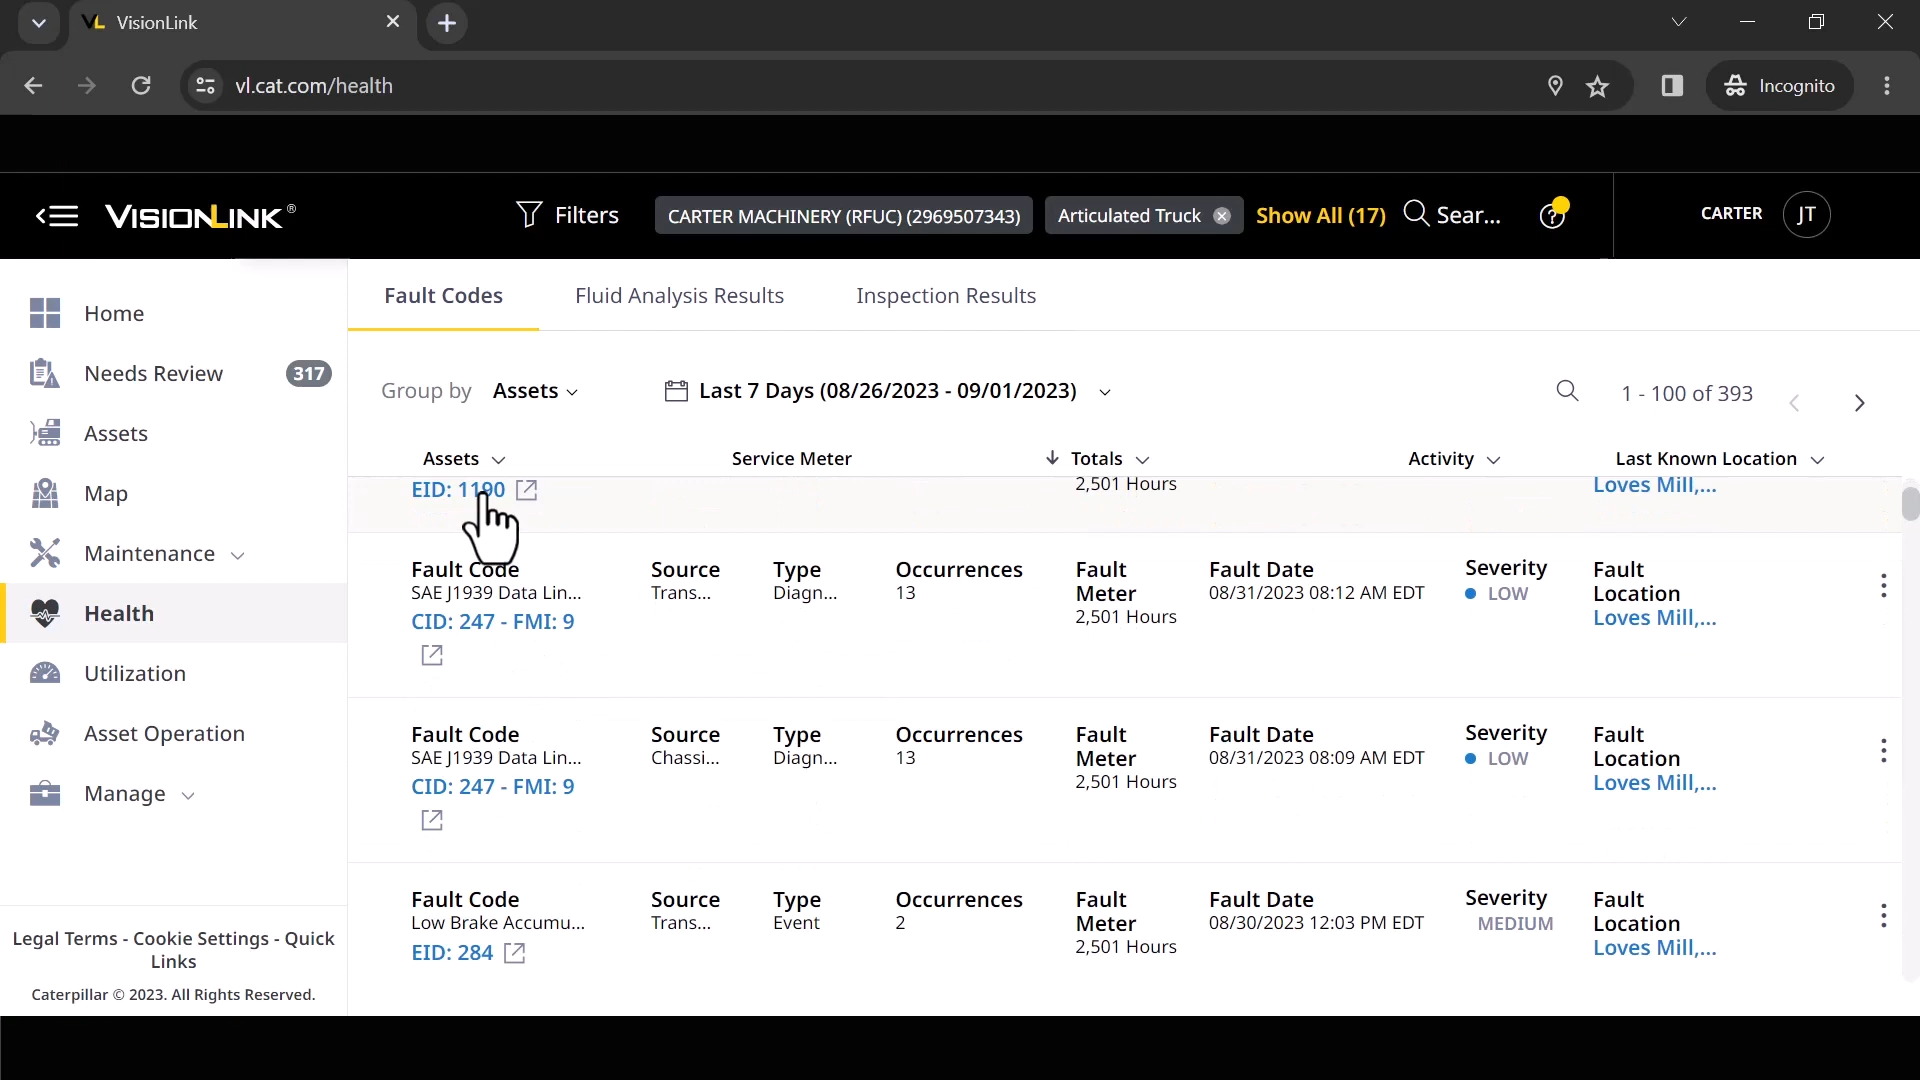 VL VisionLink
vl.cat.com/health
Incognito
VISIONLINK®
Filters
CARTER MACHINERY (RFUC) (2969507343)
Articulated Truck
Show All (17)
Sear...
CARTER
JT
Home
Needs Review 317
Assets
Map
Maintenance
Health
Utilization
Asset Operation
Manage
Legal Terms - Cookie Settings - Quick
Links
Caterpillar © 2023. All Rights Reserved.
Fault Codes Fluid Analysis Results Inspection Results
Group by Assets Last 7 Days (08/26/2023 - 09/01/2023) 1 - 100 of 393
Assets Service Meter Totals Activity Last Known Location
EID: 1190 2,501 Hours Loves Mill,...
Fault Code Source Type Occurrences Fault Meter Fault Date Severity Fault Location
SAE J1939 Data Lin... Trans... Diagn... 13 2,501 Hours 08/31/2023 08:12 AM EDT LOW Loves Mill,...
CID: 247 - FMI: 9
Fault Code Source Type Occurrences Fault Meter Fault Date Severity Fault Location
SAE J1939 Data Lin... Chassi... Diagn... 13 2,501 Hours 08/31/2023 08:09 AM EDT LOW Loves Mill,...
CID: 247 - FMI: 9
Fault Code Source Type Occurrences Fault Meter Fault Date Severity Fault Location
Low Brake Accumu... Trans... Event 2 2,501 Hours 08/30/2023 12:03 PM EDT MEDIUM Loves Mill,...
EID: 284